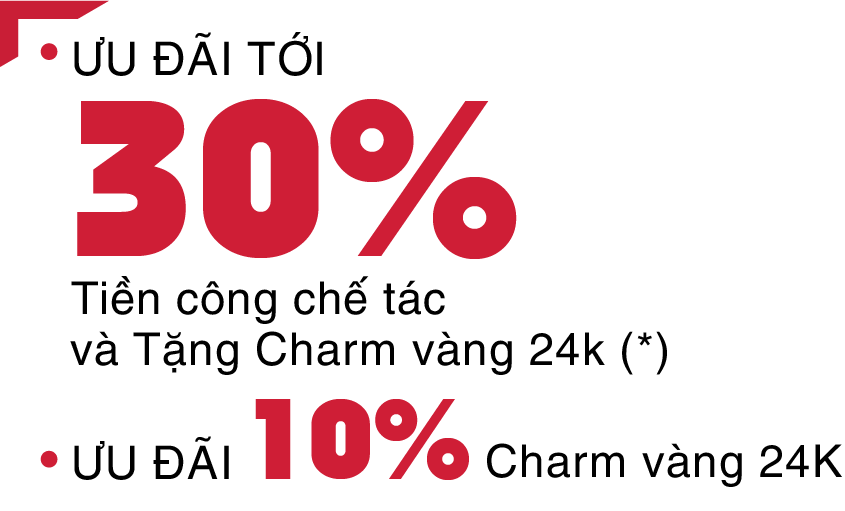 • ƯU ĐÃI TỚI
30%
Tiền công chế tác
và Tặng Charm vàng 24k (*)
• ƯU ĐÃI 10% Charm vàng 24K